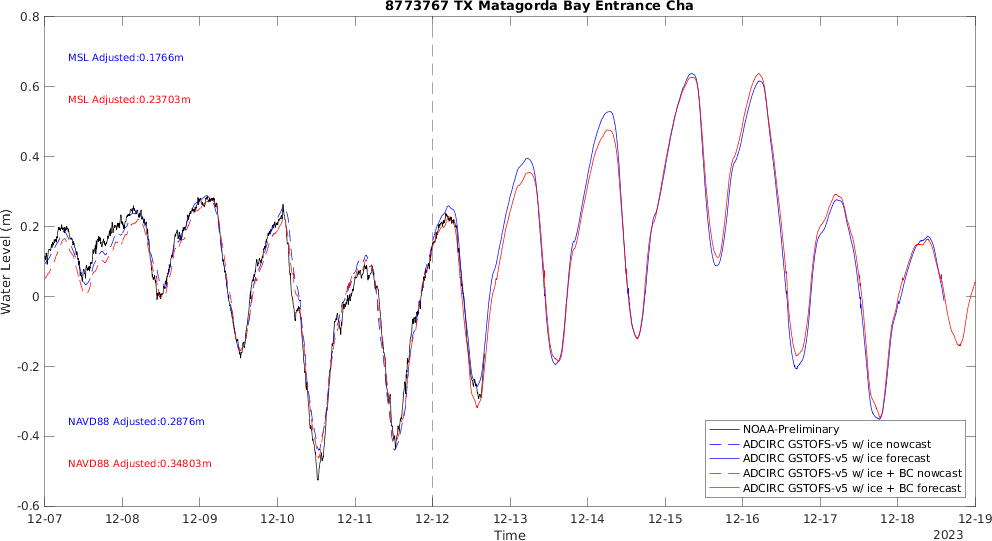 8773767 TX Matagorda Bay Entrance Cha
0.8
0.6
0.4
0.2
0
-0.2
-0.4
-0.6
Water Level (m)
MSL Adjusted:0.1766m
MSL Adjusted:0.23703m
NAVD88 Adjusted:0.2876m
NAVD88 Adjusted:0.34803m
NOAA-Preliminary
ADCIRC GSTOFS-v5 w/ ice nowcast
ADCIRC GSTOFS-v5 w/ ice forecast
ADCIRC GSTOFS-v5 w/ ice + BC nowcast
ADCIRC GSTOFS-v5 w/ ice + BC forecast
12-07 12-08 12-09 12-10 12-11 12-12 12-13 12-14 12-15 12-16 12-17 12-18 12-19
Time
2023